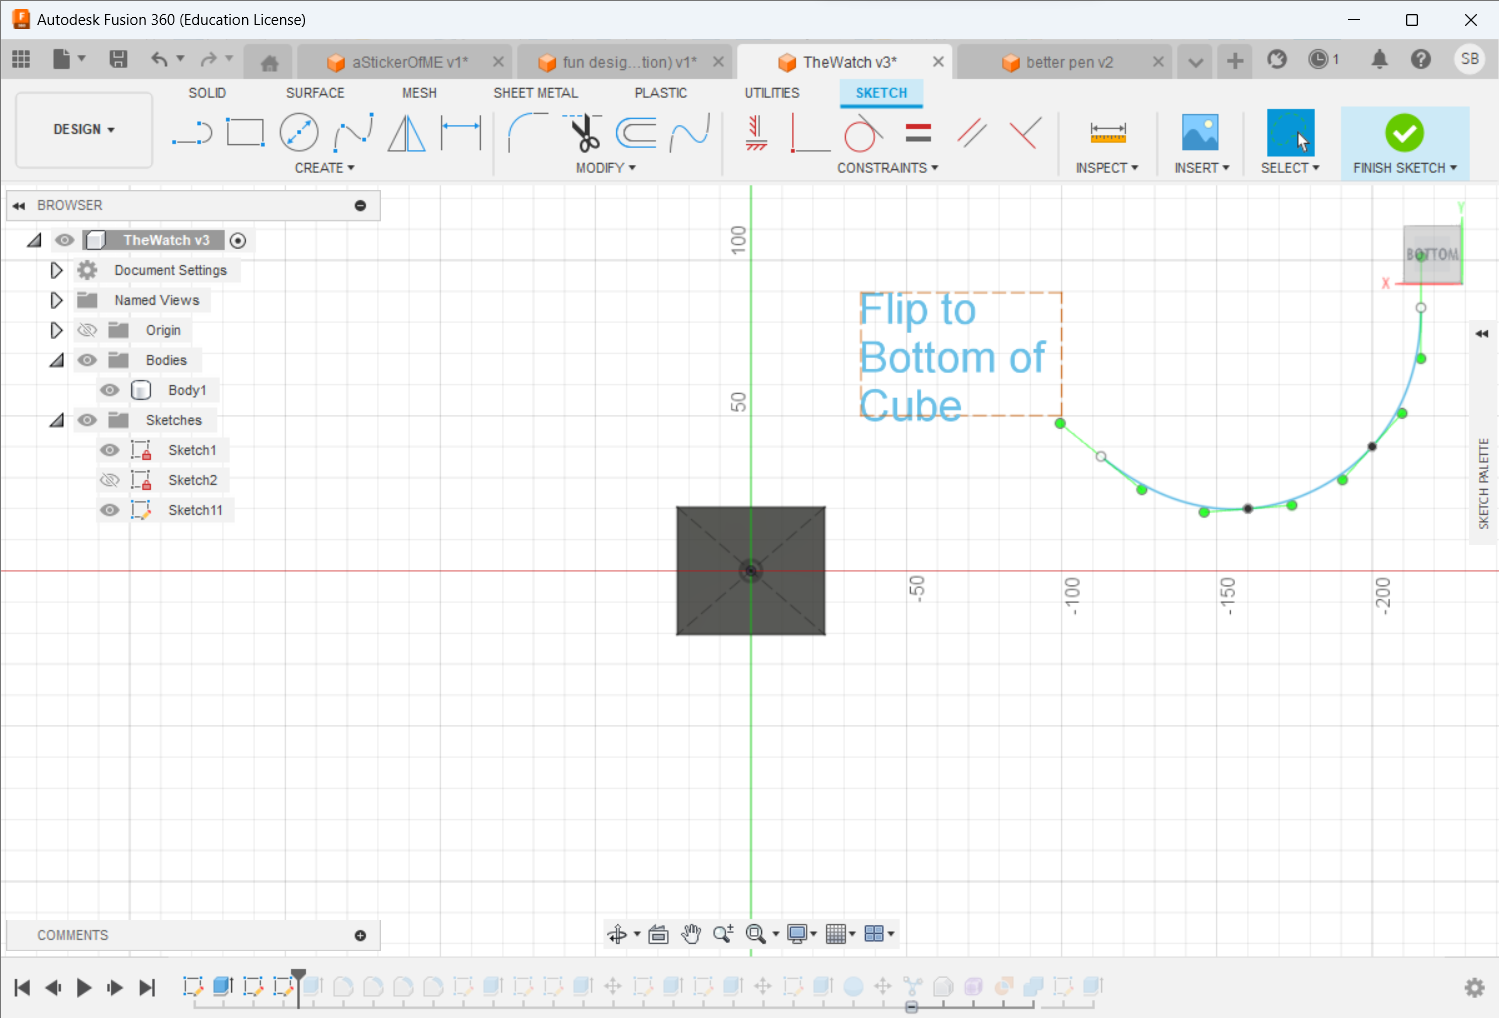 Autodesk Fusion 360 (Education License)
aStickerOfME v1*
fun desig...tion) v1*
TheWatch v3*
better pen v2
1
SB
SOLID
SURFACE
MESH
SHEET METAL
PLASTIC
UTILITIES
SKETCH
DESIGN
CREATE
MODIFY
CONSTRAINTS
INSPECT
INSERT
SELECT
FINISH SKETCH
BROWSER
TheWatch v3
Document Settings
Named Views
Origin
Bodies
Body1
Sketches
Sketch1
Sketch2
Sketch11
100
50
Flip to
Bottom of
Cube
Y
BOTTOM
X
SKETCH PALETTE
-50
-100
-150
-200
COMMENTS